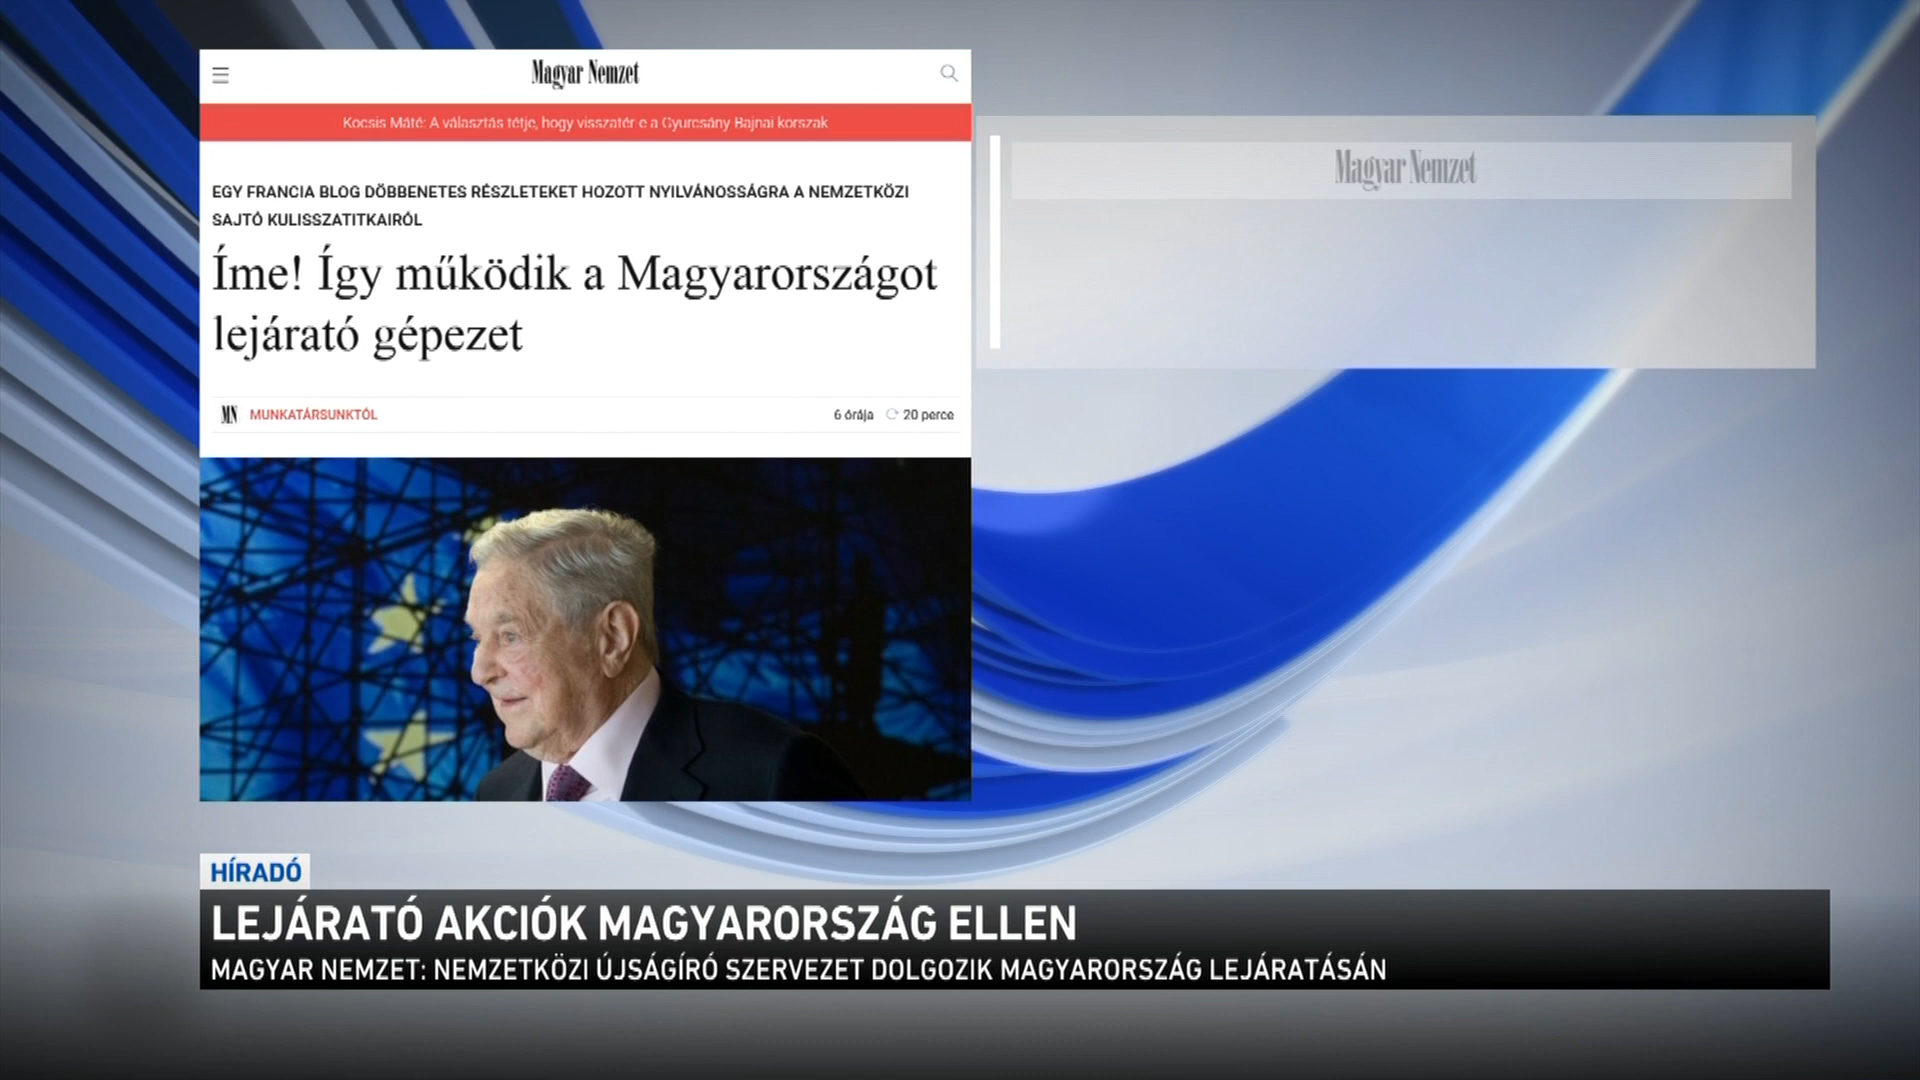 Magyar Nemzet
Kocsis Máté: A választás tétje, hogy visszatér-e a Gyurcsány Bajnai korszak
EGY FRANCIA BLOG DÖBBENETES RÉSZLETEKET HOZOTT NYILVÁNOSSÁGRA A NEMZETKÖZI
SAJTÓ KULISSZATITKAIRÓL
Íme! Így működik a Magyarországot
lejárató gépezet
MN MUNKATÁRSUNKTÓL 6 órája 20 perce
Magyar Nemzet
HÍRADÓ
LEJÁRATÓ AKCIÓK MAGYARORSZÁG ELLEN
MAGYAR NEMZET: NEMZETKÖZI ÚJSÁGÍRÓ SZERVEZET DOLGOZIK MAGYARORSZÁG LEJÁRATÁSÁN